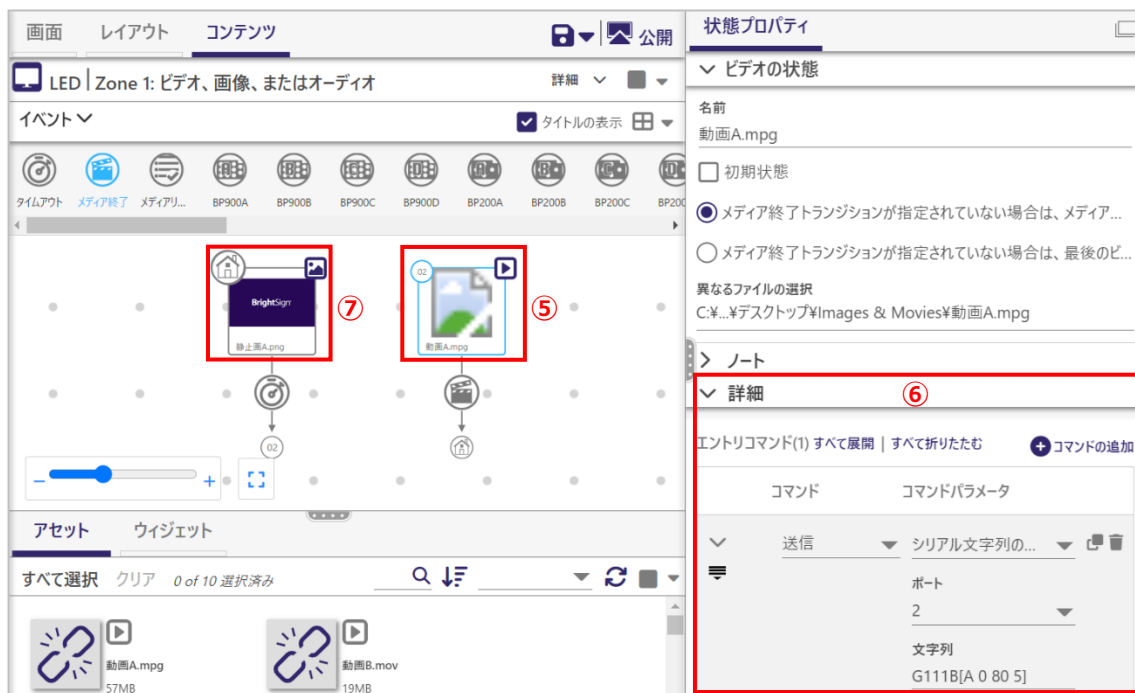 画面 レイアウト コンテンツ 公開
LED | Zone 1: ビデオ、画像、またはオーディオ 詳細
イベント タイトルの表示
タイムアウト メディア終了 メディアリ... BP900A BP900B BP900C BP900D BP200A BP200B BP200C BP200
BrightSign
静止画A.png
⑦
02
動画A.mpg
⑤
02
アセット ウィジェット
すべて選択 クリア 0 of 10 選択済み
動画A.mpg
57MB
動画B.mov
19MB
状態プロパティ
ビデオの状態
名前
動画A.mpg
初期状態
メディア終了トランジションが指定されていない場合は、メディア...
メディア終了トランジションが指定されていない場合は、最後のビ...
異なるファイルの選択
C:¥...¥デスクトップ¥Images & Movies¥動画A.mpg
ノート
詳細 ⑥
エントリコマンド(1) すべて展開 | すべて折りたたむ コマンドの追加
コマンド コマンドパラメータ
送信 シリアル文字列の...
ポート
2
文字列
G111B[A 0 80 5]